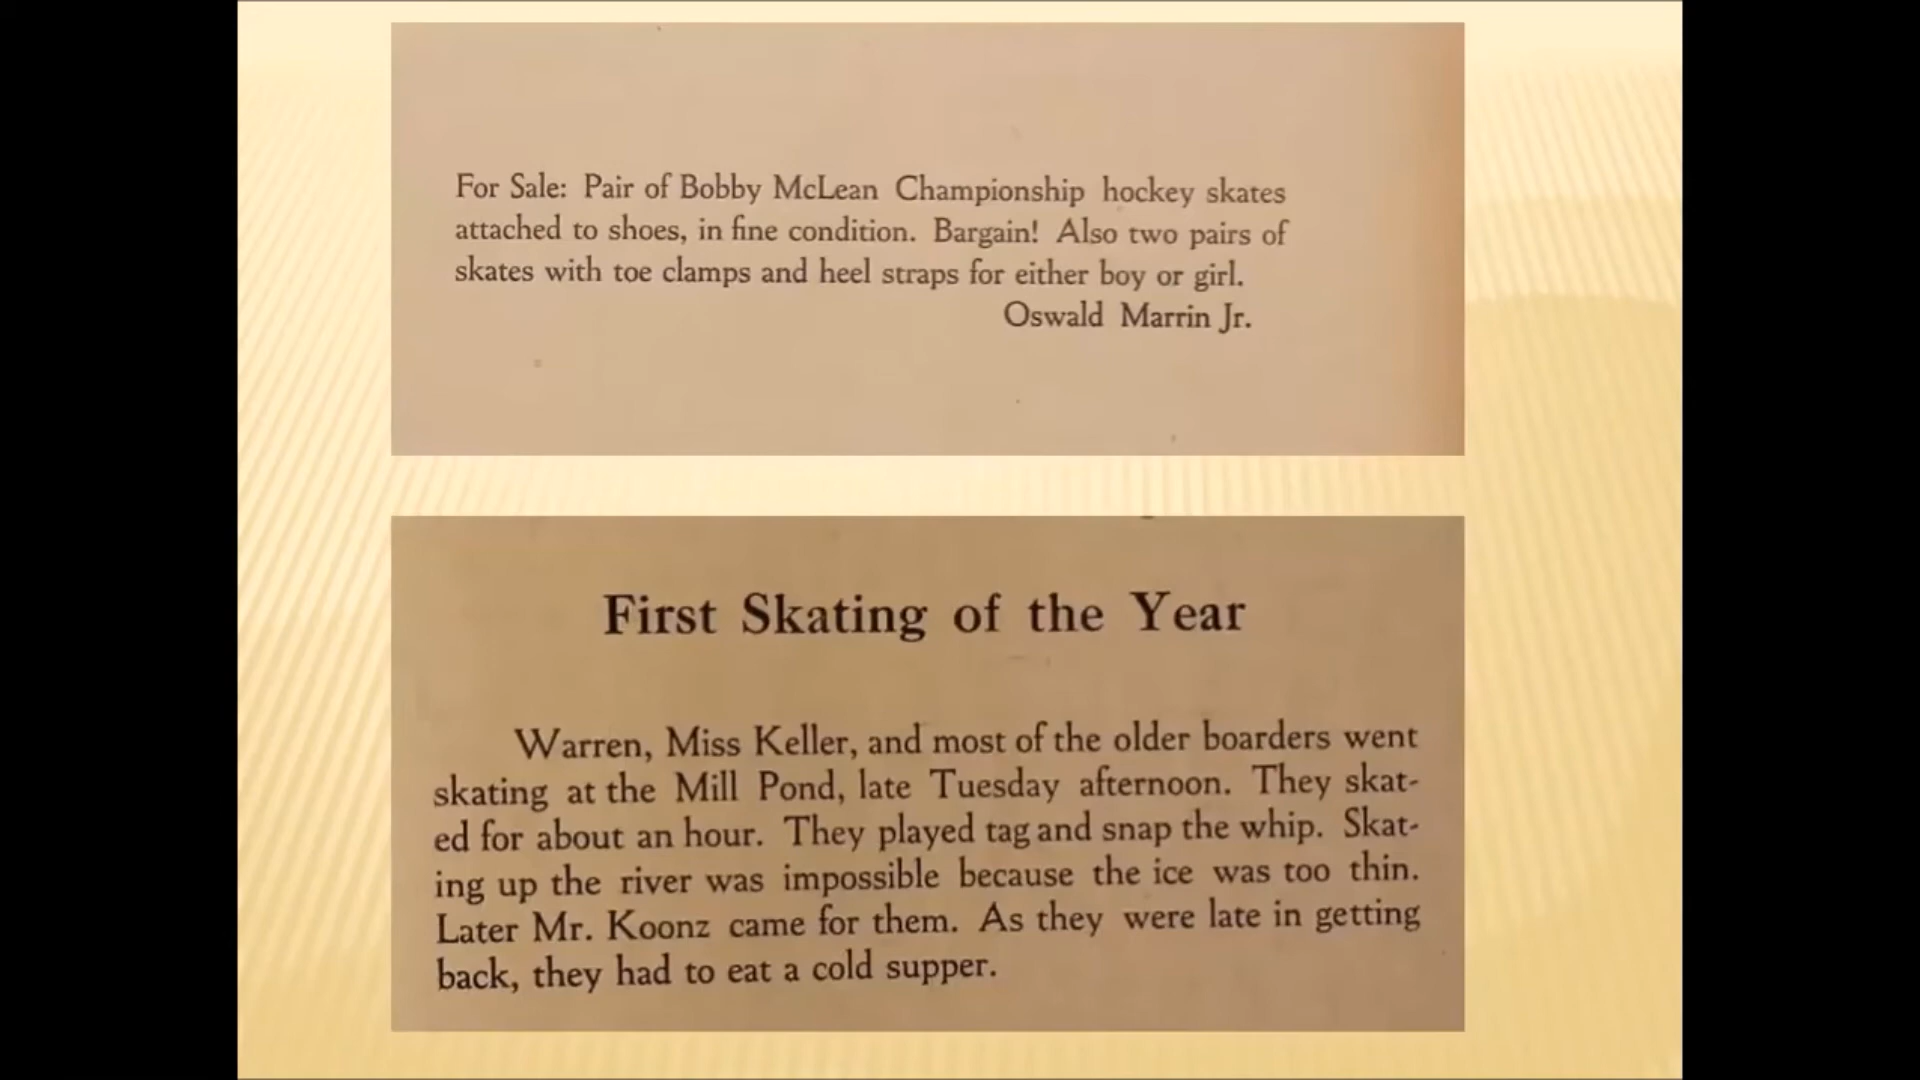 For Sale: Pair of Bobby McLean Championship hockey skates
attached to shoes, in fine condition. Bargain! Also two pairs of
skates with toe clamps and heel straps for either boy or girl.
Oswald Marrin Jr.
First Skating of the Year
Warren, Miss Keller, and most of the older boarders went
skating at the Mill Pond, late Tuesday afternoon. They skat-
ed for about an hour. They played tag and snap the whip. Skat-
ing up the river was impossible because the ice was too thin.
Later Mr. Koonz came for them. As they were late in getting
back, they had to eat a cold supper.